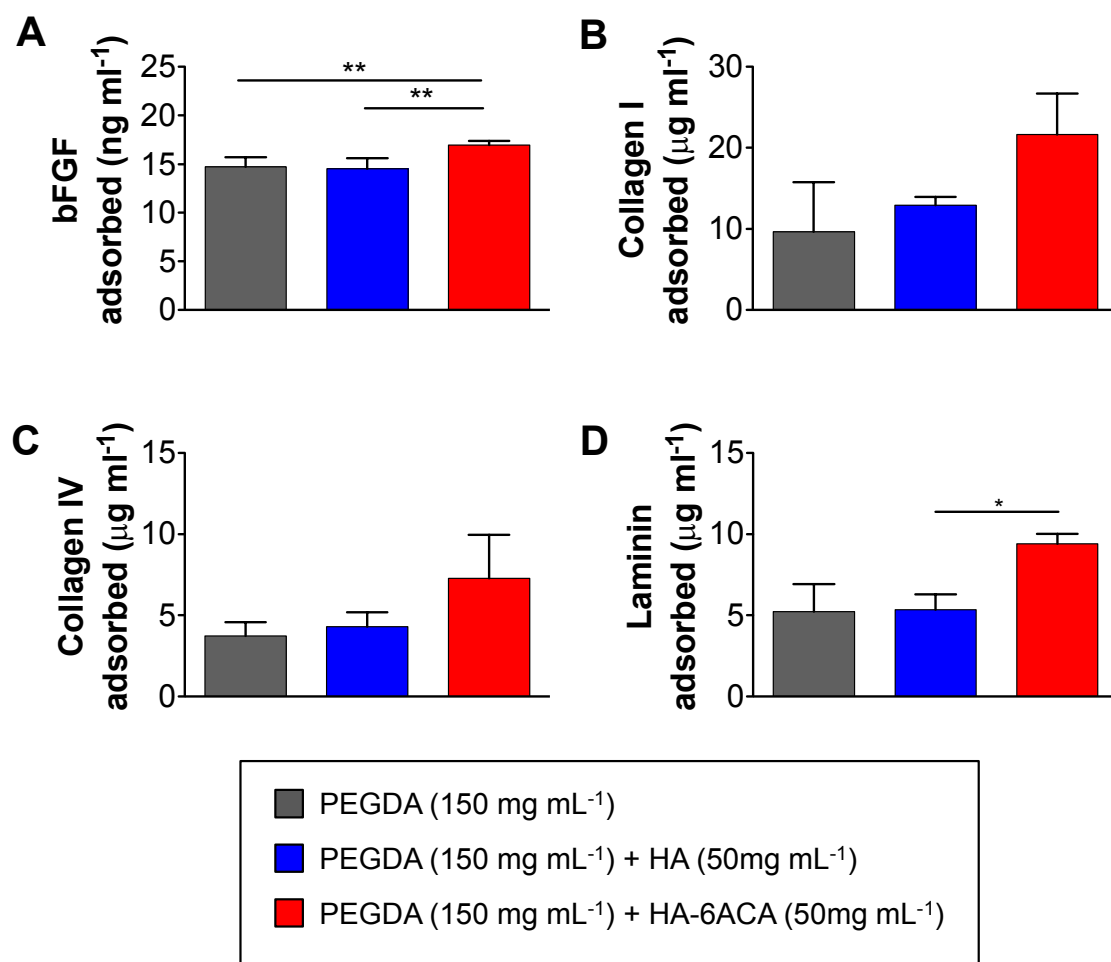 A
bFGF
adsorbed (ng ml⁻¹)
25
20
15
10
5
0
**
**
B
Collagen I
adsorbed (μg ml⁻¹)
30
20
10
0
C
Collagen IV
adsorbed (μg ml⁻¹)
15
10
5
0
D
Laminin
adsorbed (μg ml⁻¹)
15
10
5
0
*
PEGDA (150 mg mL⁻¹)
PEGDA (150 mg mL⁻¹) + HA (50mg mL⁻¹)
PEGDA (150 mg mL⁻¹) + HA-6ACA (50mg mL⁻¹)